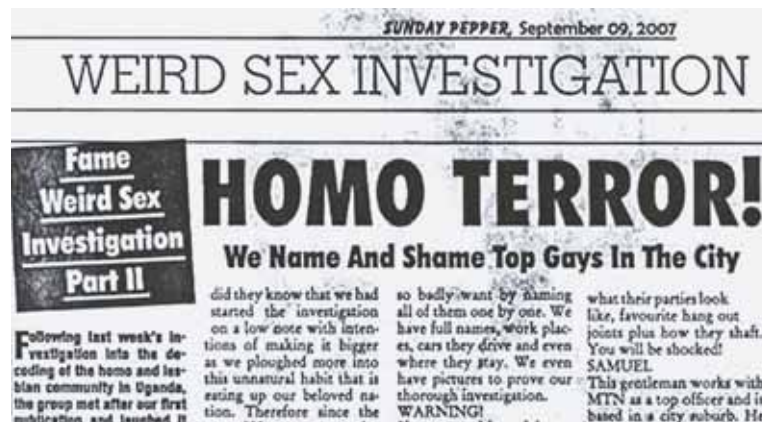 SUNDAY PEPPER, September 09, 2007
WEIRD SEX INVESTIGATION
Fame
Weird Sex
Investigation
Part II
HOMO TERROR!
We Name And Shame Top Gays In The City
Following last week's in-
vestigation into the de-
coding of the homo and les-
bian community in Uganda,
the group met after our first
publication and laughed it
did they know that we had
started the investigation
on a low note with inten-
tions of making it bigger
as we ploughed more into
this unnatural habit that is
eating up our beloved na-
tion. Therefore since the
so badly want by naming
all of them one by one. We
have full names, work plac-
es, cars they drive and even
where they stay. We even
have pictures to prove our
thorough investigation.
WARNING!
what their parties look
like, favourite hang out
joints plus how they shaft.
You will be shocked!
SAMUEL
This gentleman works with
MTN as a top officer and is
based in a city suburb. He